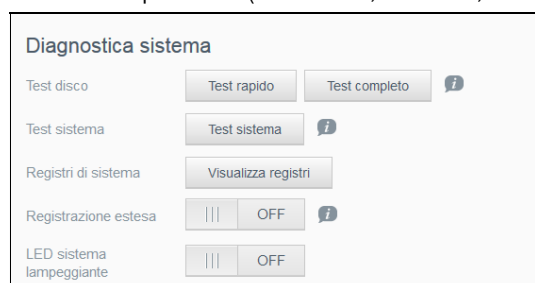 Diagnostica sistema
Test disco Test rapido Test completo i
Test sistema Test sistema i
Registri di sistema Visualizza registri
Registrazione estesa OFF i
LED sistema
lampeggiante OFF